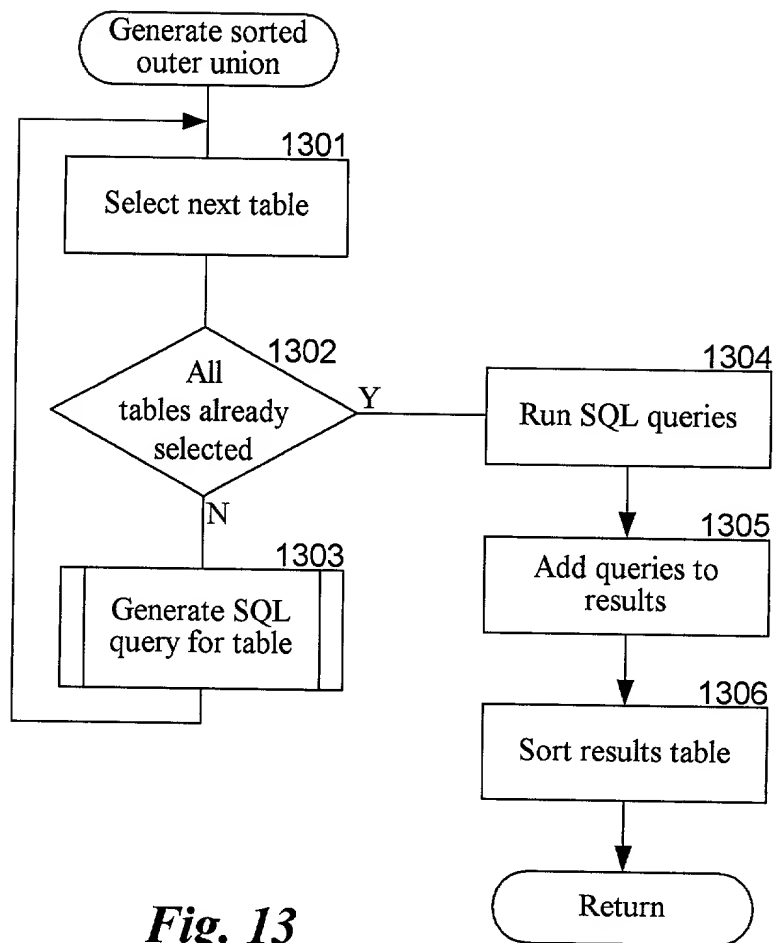 Generate sorted
outer union
1301
Select next table
1302
All
tables already
selected
Y
N
1303
Generate SQL
query for table
1304
Run SQL queries
1305
Add queries to
results
1306
Sort results table
Return
Fig. 13